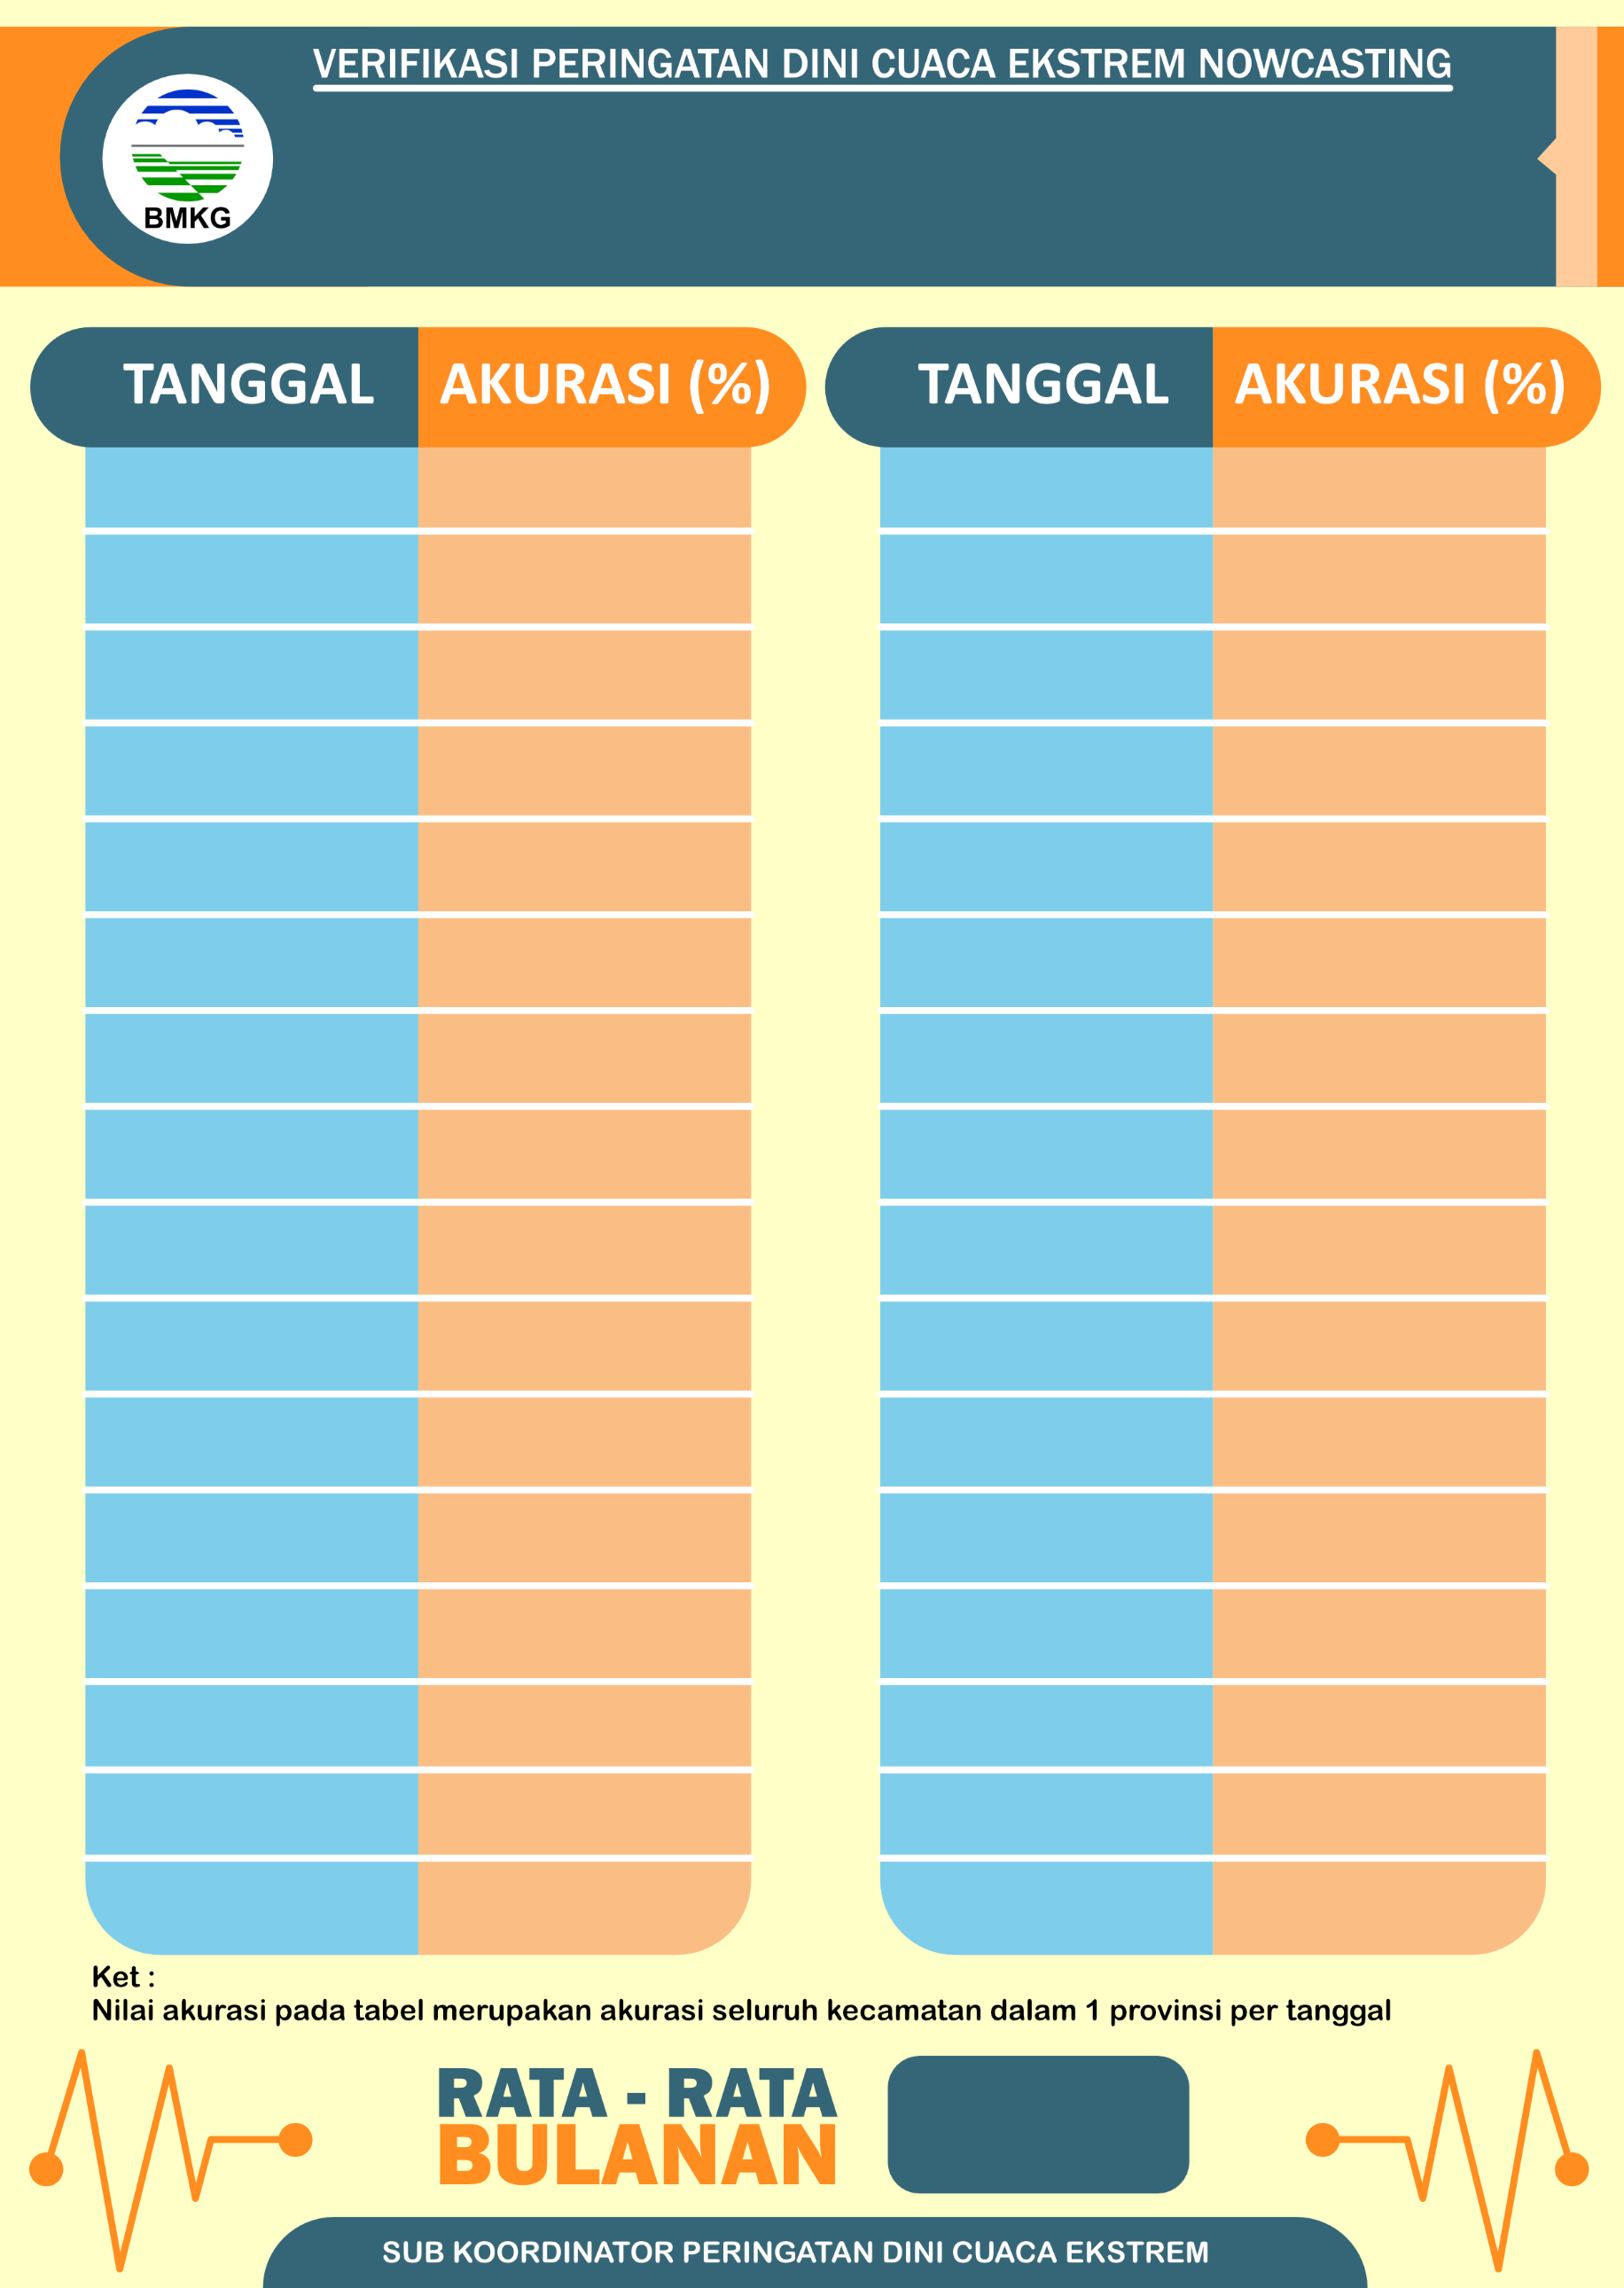 VERIFIKASI PERINGATAN DINI CUACA EKSTREM NOWCASTING
BMKG
TANGGAL AKURASI (%) TANGGAL AKURASI (%)
Ket :
Nilai akurasi pada tabel merupakan akurasi seluruh kecamatan dalam 1 provinsi per tanggal
RATA - RATA
BULANAN
SUB KOORDINATOR PERINGATAN DINI CUACA EKSTREM